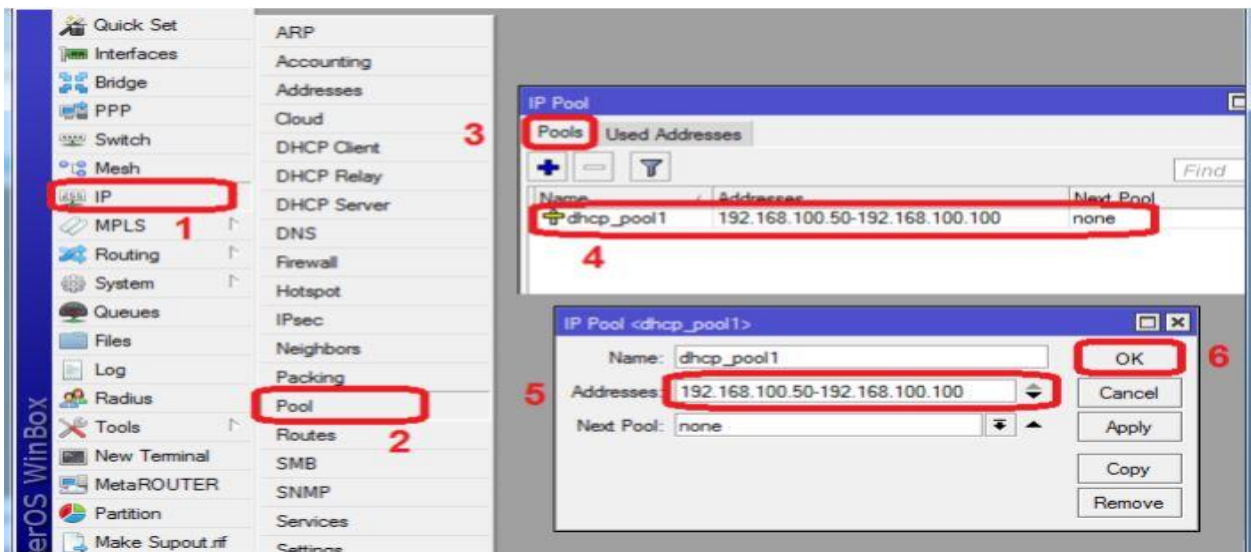 Quick Set
Interfaces
Bridge
PPP
Switch
Mesh
IP
1
MPLS
Routing
System
Queues
Files
Log
Radius
Tools
New Terminal
MetaROUTER
Partition
Make Supout.rif
erOS WinBox
ARP
Accounting
Addresses
Cloud
DHCP Client
DHCP Relay
DHCP Server
DNS
Firewall
Hotspot
IPsec
Neighbors
Packing
Pool
2
Routes
SMB
SNMP
Services
Settings
3
IP Pool
Pools Used Addresses
Find
Name Addresses Next Pool
dhcp_pool1 192.168.100.50-192.168.100.100 none
4
IP Pool <dhcp_pool1>
Name: dhcp_pool1 OK 6
5 Addresses: 192.168.100.50-192.168.100.100 Cancel
Next Pool: none Apply
Copy
Remove